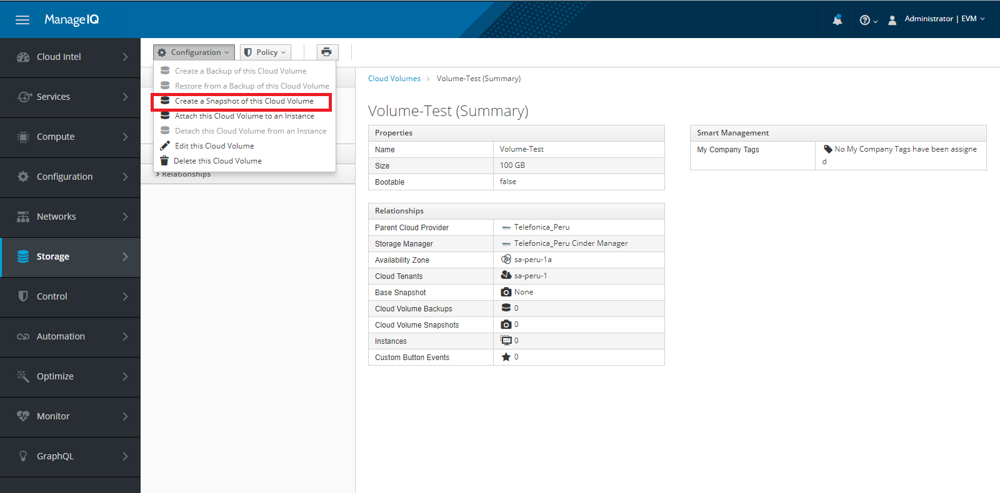 ManageIQ
Administrator | EVM
Cloud Intel
Services
Compute
Configuration
Networks
Storage
Control
Automation
Optimize
Monitor
GraphQL
Configuration
Policy
Create a Backup of this Cloud Volume
Restore from a Backup of this Cloud Volume
Create a Snapshot of this Cloud Volume
Attach this Cloud Volume to an Instance
Detach this Cloud Volume from an Instance
Edit this Cloud Volume
Delete this Cloud Volume
Relationships
Cloud Volumes > Volume-Test (Summary)
Volume-Test (Summary)
Properties
Name Volume-Test
Size 100 GB
Bootable false
Relationships
Parent Cloud Provider Telefonica_Peru
Storage Manager Telefonica_Peru Cinder Manager
Availability Zone sa-peru-1a
Cloud Tenants sa-peru-1
Base Snapshot None
Cloud Volume Backups 0
Cloud Volume Snapshots 0
Instances 0
Custom Button Events 0
Smart Management
My Company Tags No My Company Tags have been assigne
d